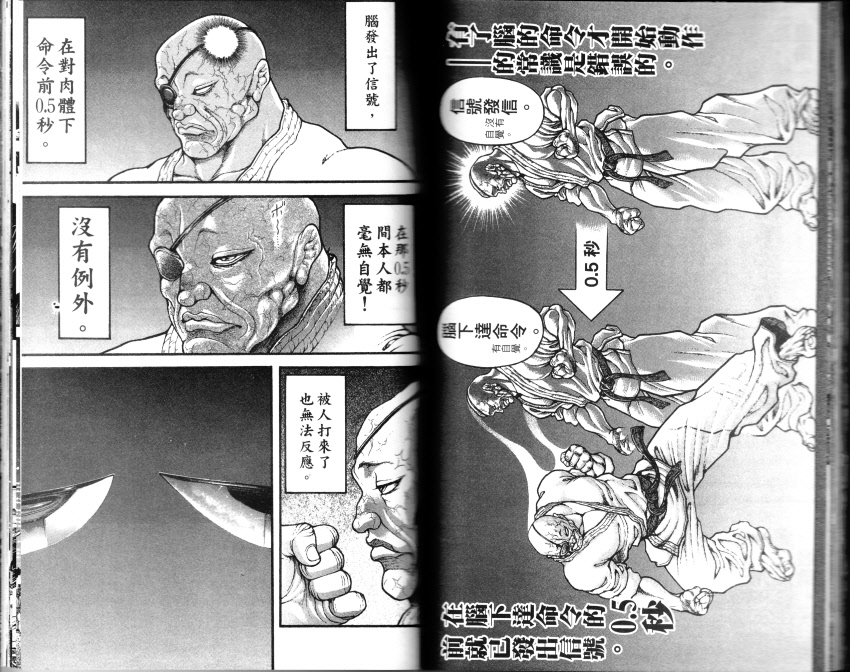 有了腦的命令才開始動作
——的常識是錯誤的。
信號發信。
沒有
自覺。
0.5秒
腦下達命令。
有自覺。
在腦下達命令的0.5秒
前就已發出信號。
腦發出了信號，
在對肉體下
命令前0.5秒。
在那0.5秒
間本人都
毫無自覺！
ボ〜
沒有例外。
被人打來了
也無法反應。